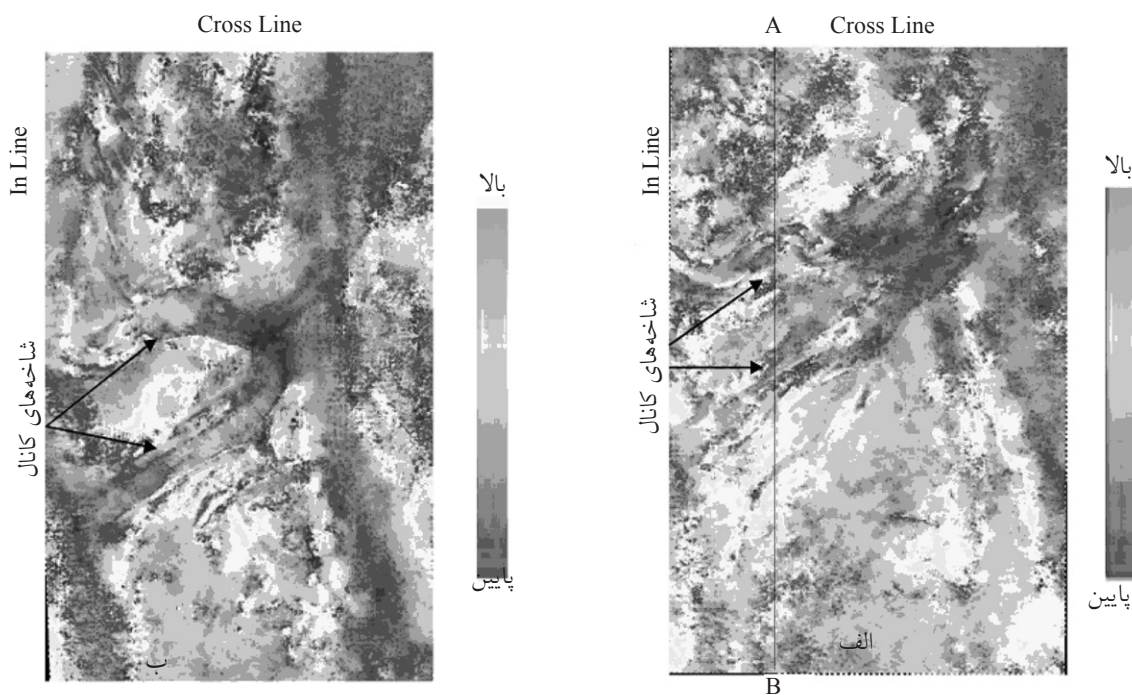 Cross Line
In Line
شاخه‌های کانال
بالا
پایین
ب
A
Cross Line
In Line
شاخه‌های کانال
بالا
پایین
الف
B